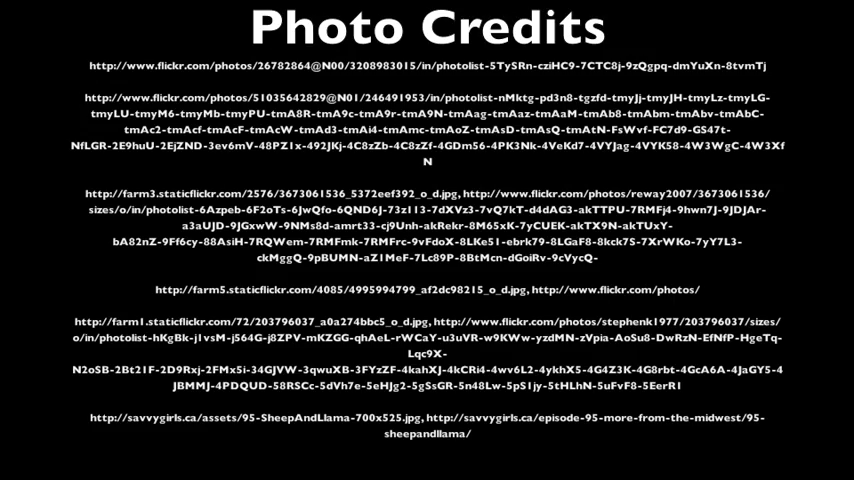 Photo Credits
http://www.flickr.com/photos/26782864@N00/3208983015/in/photolist-5TySRn-cziHC9-7CTC8j-9zQgpq-dmYuXn-8tvmTj
http://www.flickr.com/photos/51035642829@N01/246491953/in/photolist-nMktg-pd3n8-tgzfd-tmyJj-tmyJH-tmyLz-tmyLG-
tmyLU-tmyM6-tmyMb-tmyPU-tmA8R-tmA9c-tmA9r-tmA9N-tmAag-tmAaz-tmAaM-tmAb8-tmAbm-tmAbv-tmAbC-
tmAc2-tmAcf-tmAcF-tmAcW-tmAd3-tmAi4-tmAmc-tmAoZ-tmAsD-tmAsQ-tmAtN-FsWvf-FC7d9-GS47t-
NfLGR-2E9huU-2EjZND-3ev6mV-48PZ1x-492JKj-4C8zZb-4C8zZf-4GDm56-4PK3Nk-4VeKd7-4VYJag-4VYK58-4W3WgC-4W3Xf
N
http://farm3.staticflickr.com/2576/3673061536_5372eef392_o_d.jpg, http://www.flickr.com/photos/reway2007/3673061536/
sizes/o/in/photolist-6Azpeb-6F2oTs-6JwQfo-6QND6J-73z113-7dXVz3-7vQ7kT-d4dAG3-akTTPU-7RMFj4-9hwn7J-9JDJAr-
a3aUJD-9JGxwW-9NMs8d-amrt33-cj9Unh-akRekr-8M65xK-7yCUEK-akTX9N-akTUxY-
bA82nZ-9Ff6cy-88AsiH-7RQWem-7RMFmk-7RMFrc-9vFdoX-8LKe51-ebrk79-8LGaF8-8kck7S-7XrWKo-7yY7L3-
ckMggQ-9pBUMN-aZ1MeF-7Lc89P-8BtMcn-dGoiRv-9cVycQ-
http://farm5.staticflickr.com/4085/4995994799_af2dc98215_o_d.jpg, http://www.flickr.com/photos/
http://farm1.staticflickr.com/72/203796037_a0a274bbc5_o_d.jpg, http://www.flickr.com/photos/stephenk1977/203796037/sizes/
o/in/photolist-hKgBk-j1vsM-j564G-j8ZPV-mKZGG-qhAeL-rWCaY-u3uVR-w9KWw-yzdMN-zVpia-AoSu8-DwRzN-EfNfP-HgeTq-
Lqc9X-
N2oSB-2Bt21F-2D9Rxj-2FMx5i-34GJVW-3qwuXB-3FYzZF-4kahXJ-4kCRi4-4wv6L2-4ykhX5-4G4Z3K-4G8rbt-4GcA6A-4JaGY5-4
JBMMJ-4PDQUD-58RSCc-5dVh7e-5eHJg2-5gSsGR-5n48Lw-5pS1jy-5tHLhN-5uFvF8-5EerR1
http://savvygirls.ca/assets/95-SheepAndLlama-700x525.jpg, http://savvygirls.ca/episode-95-more-from-the-midwest/95-
sheepandllama/